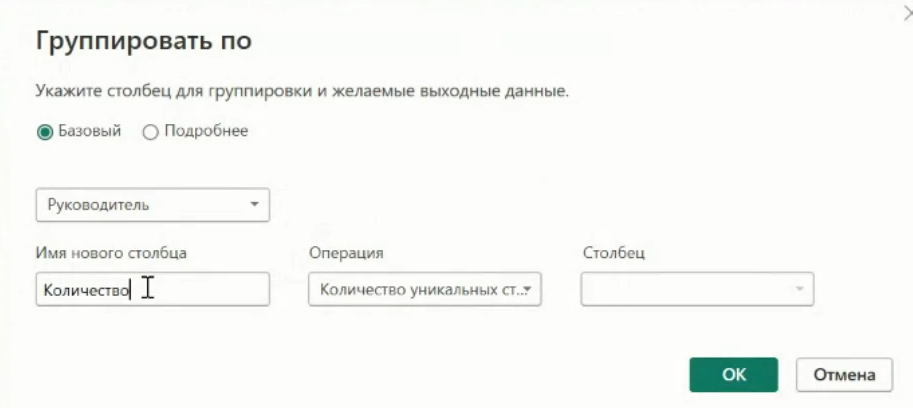 Группировать по
Укажите столбец для группировки и желаемые выходные данные.
Базовый Подробнее
Руководитель
Имя нового столбца Операция Столбец
Количество Количество уникальных ст...
OK Отмена